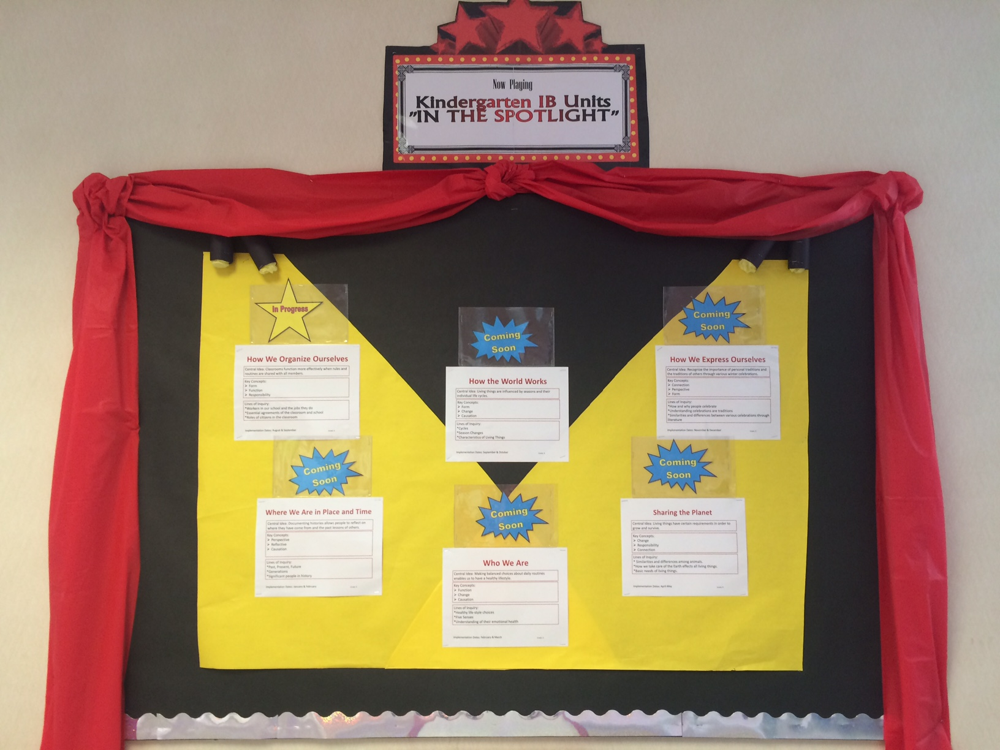 Now Playing
Kindergarten IB Units
"IN THE SPOTLIGHT"
In Progress
How We Organize Ourselves
Central Idea: Classrooms function more effectively when rules and
routines are shared with all members.
Key Concepts:
➢ Form
➢ Function
➢ Responsibility
Lines of Inquiry:
*Workers in our school and the jobs they do
*Essential agreements of the classroom and school
*Roles of citizens in the classroom
Implementation Dates: August & September
Coming
Soon
How the World Works
Central Idea: Living things are influenced by seasons and their
individual life cycles.
Key Concepts:
➢ Form
➢ Change
➢ Causation
Lines of Inquiry:
*Cycles
*Season Changes
*Characteristics of Living Things
Implementation Dates: September & October
Coming
Soon
How We Express Ourselves
Central Idea: Recognize the importance of personal traditions and
the traditions of others through various winter celebrations.
Key Concepts:
➢ Connection
➢ Perspective
➢ Form
Lines of Inquiry:
*How and why people celebrate
*Understanding celebrations are traditions
*Similarities and differences between various celebrations through
literature
Implementation Dates: November & December
Coming
Soon
Where We Are in Place and Time
Central Idea: Documenting histories allows people to reflect on
where they have come from and the past lessons of others.
Key Concepts:
➢ Perspective
➢ Reflective
➢ Causation
Lines of Inquiry:
*Past, Present, Future
*Generations
*Significant people in history
Implementation Dates: January & February
Coming
Soon
Who We Are
Central Idea: Making balanced choices about daily routines
enables us to have a healthy lifestyle.
Key Concepts:
➢ Function
➢ Change
➢ Causation
Lines of Inquiry:
*Healthy life style choices
*Five Senses
*Understanding of their emotional health
Implementation Dates: February & March
Coming
Soon
Sharing the Planet
Central Idea: Living things have certain requirements in order to
grow and survive.
Key Concepts:
➢ Change
➢ Responsibility
➢ Connection
Lines of Inquiry:
* Similarities and differences among animals.
*How we take care of the Earth effects all living things.
*Basic needs of living things.
Implementation Dates: April-May